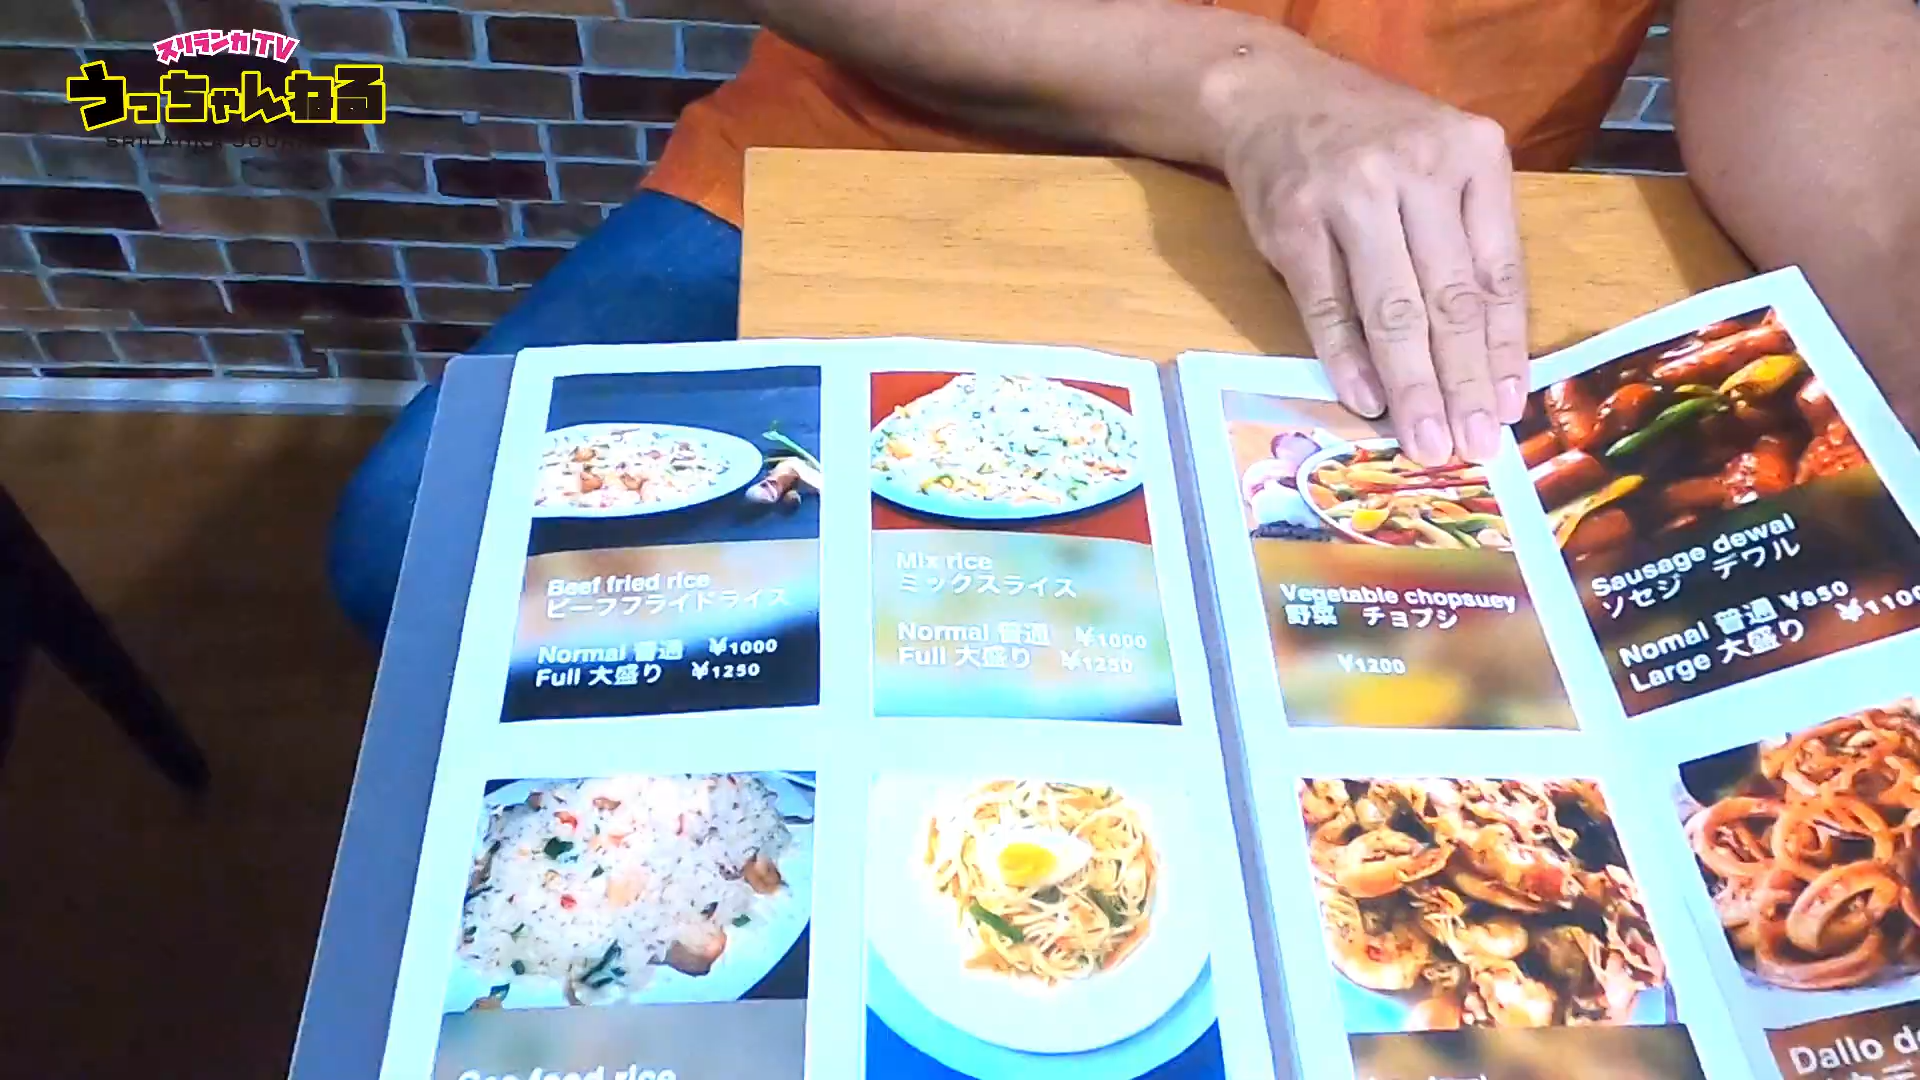 スリランカTV
うっちゃんねる
Beef fried rice
ビーフフライドライス
Normal 普通 ¥1000
Full 大盛り ¥1250
Mix rice
ミックスライス
Normal 普通 ¥1000
Full 大盛り ¥1250
Vegetable chopsuey
野菜 チョプシ
¥1200
Sausage dewal
ソセジ デワル
Nomal 普通 ¥850
Large 大盛り ¥1100
rice
Dallo